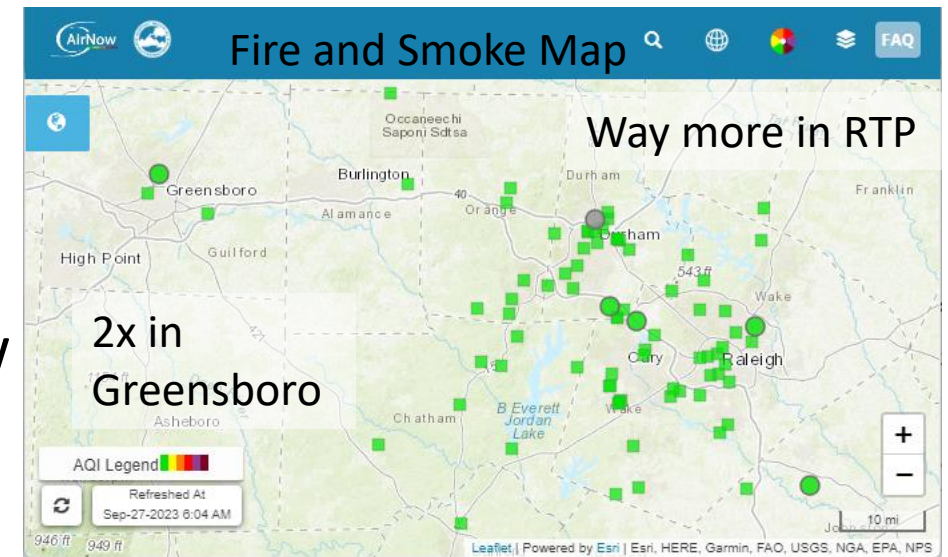 AirNow
Fire and Smoke Map
FAQ
Occaneechi
Saponi Sdtsa
Way more in RTP
Burlington
Durham
Greensboro
40
Franklin
Alamance
Orange
Durham
High Point
Guilford
543 ft
Wake
421
2x in
Greensboro
Cary
Raleigh
Asheboro
Chatham
B Everett
Jordan
Lake
Wake
+
AQI Legend
−
Refreshed At
Sep-27-2023 6:04 AM
10 mi
946 ft
949 ft
Leaflet | Powered by Esri | Esri, HERE, Garmin, FAO, USGS, NGA, EPA, NPS